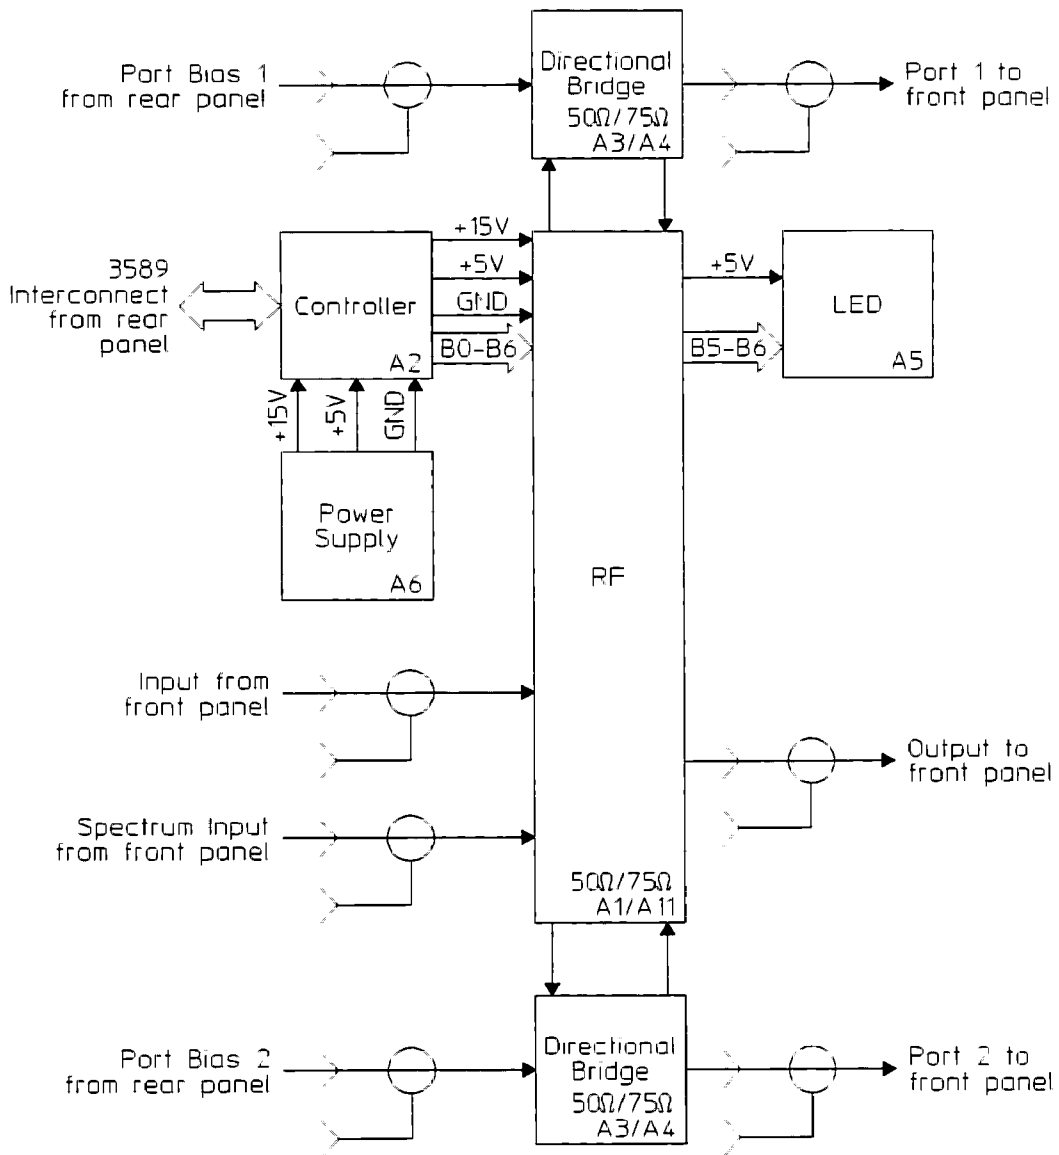 Port Bias 1
from rear panel
Directional
Bridge
50Ω/75Ω
A3/A4
Port 1 to
front panel
3589
Interconnect
from rear
panel
Controller
A2
+15V
+5V
GND
B0-B6
+5V
B5-B6
LED
A5
+15V
+5V
GND
Power
Supply
A6
RF
50Ω/75Ω
A1/A11
Input from
front panel
Spectrum Input
from front panel
Output to
front panel
Port Bias 2
from rear panel
Directional
Bridge
50Ω/75Ω
A3/A4
Port 2 to
front panel